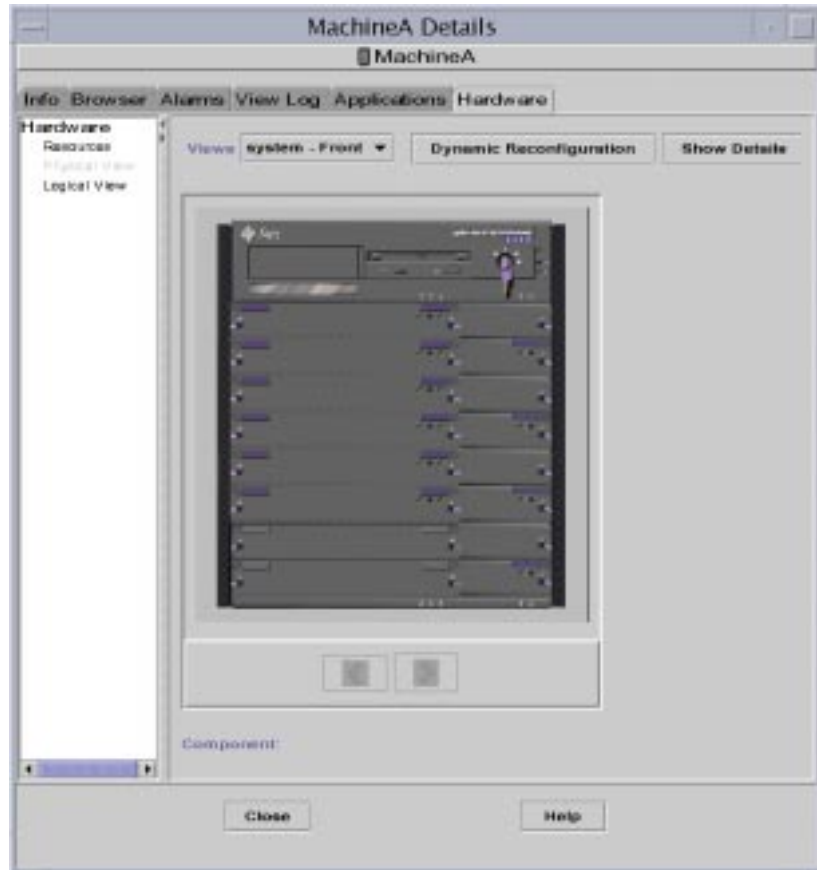 MachineA Details
MachineA
Info Browser Alarms View Log Applications Hardware
Hardware
Resources
Physical View
Logical View
Views system - Front Dynamic Reconfiguration Show Details
Sun
Component:
Close Help